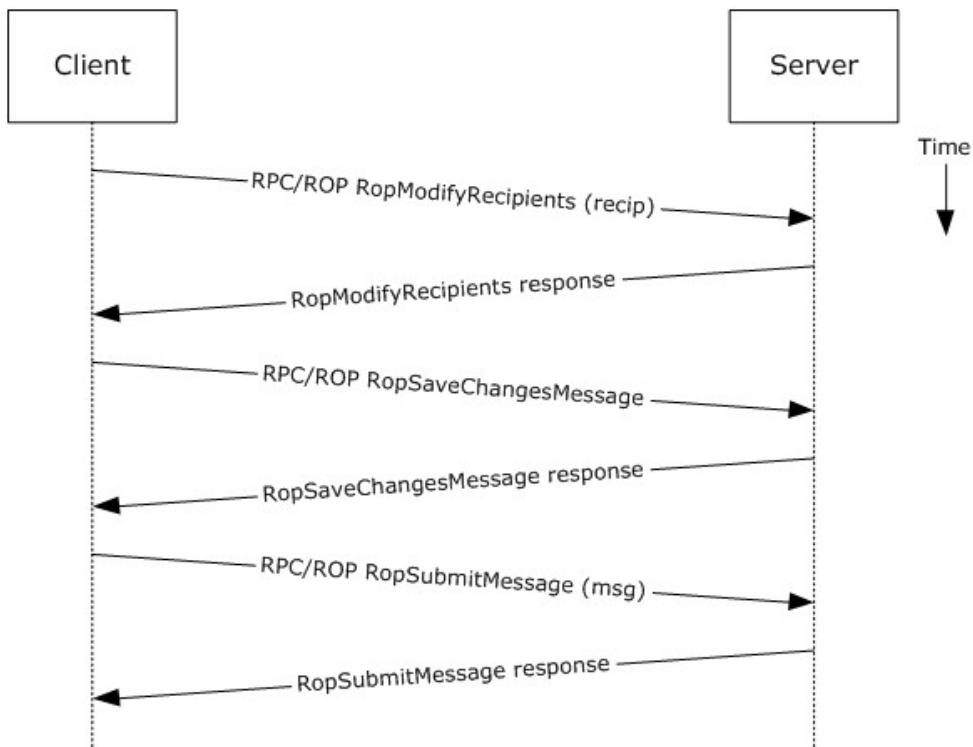 Client
Server
Time
RPC/ROP RopModifyRecipients (recip)
RopModifyRecipients response
RPC/ROP RopSaveChangesMessage
RopSaveChangesMessage response
RPC/ROP RopSubmitMessage (msg)
RopSubmitMessage response